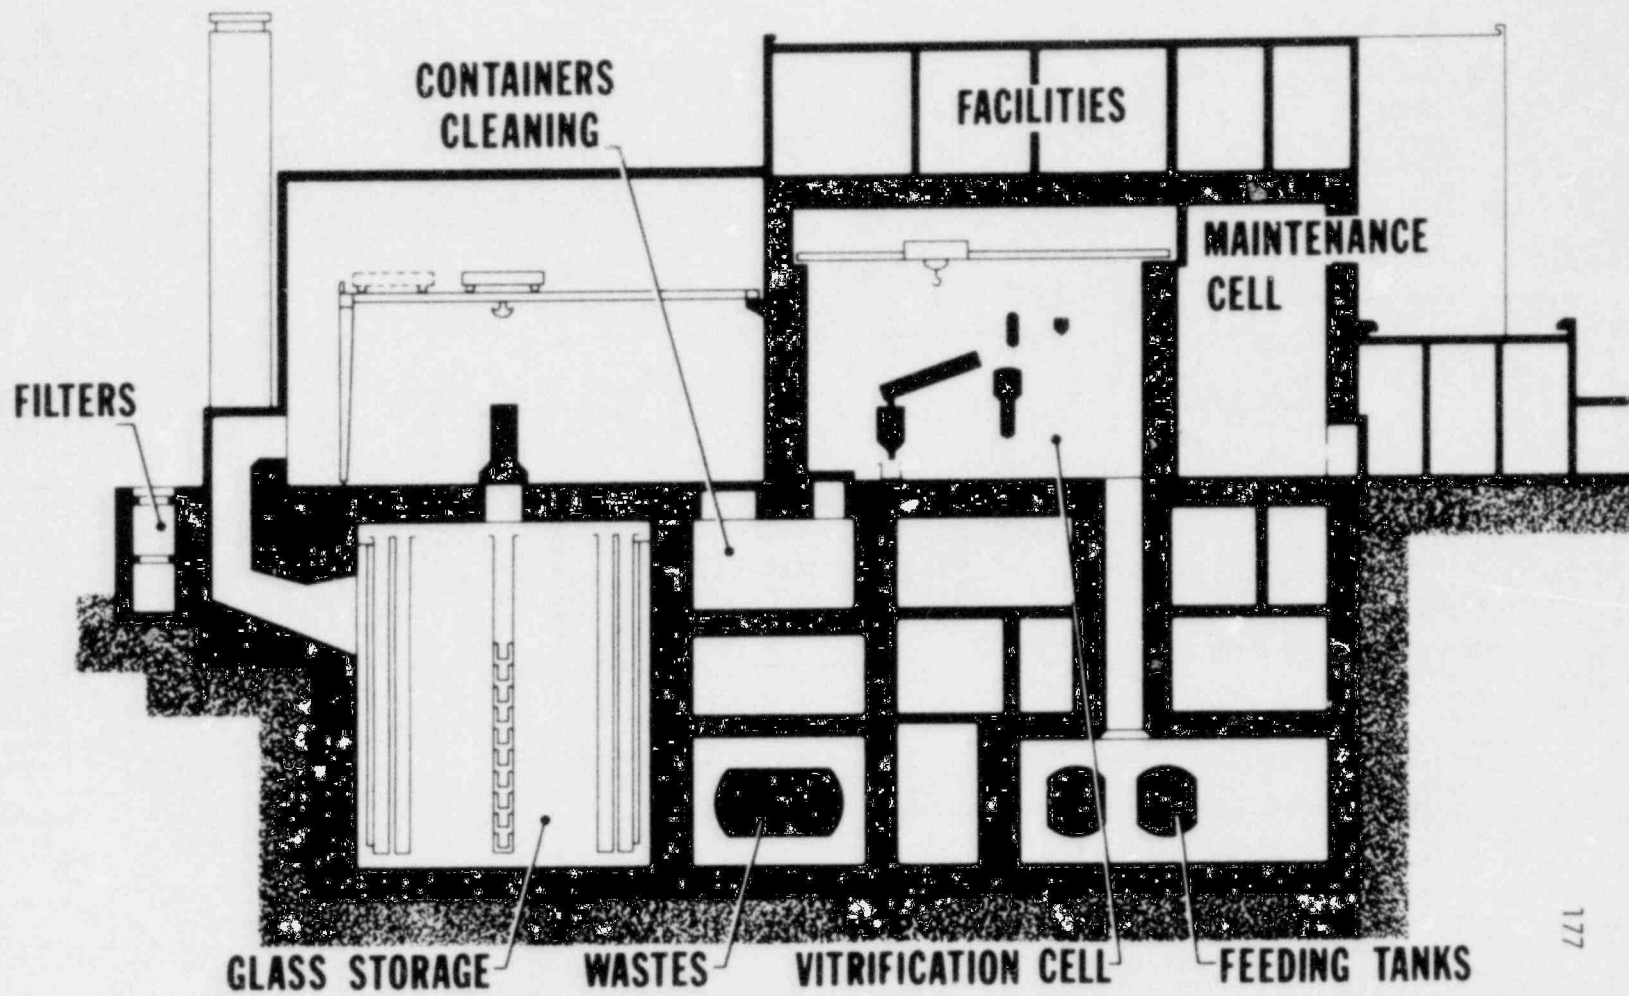 CONTAINERS
CLEANING
FACILITIES
MAINTENANCE
CELL
FILTERS
GLASS STORAGE
WASTES
VITRIFICATION CELL
FEEDING TANKS
177